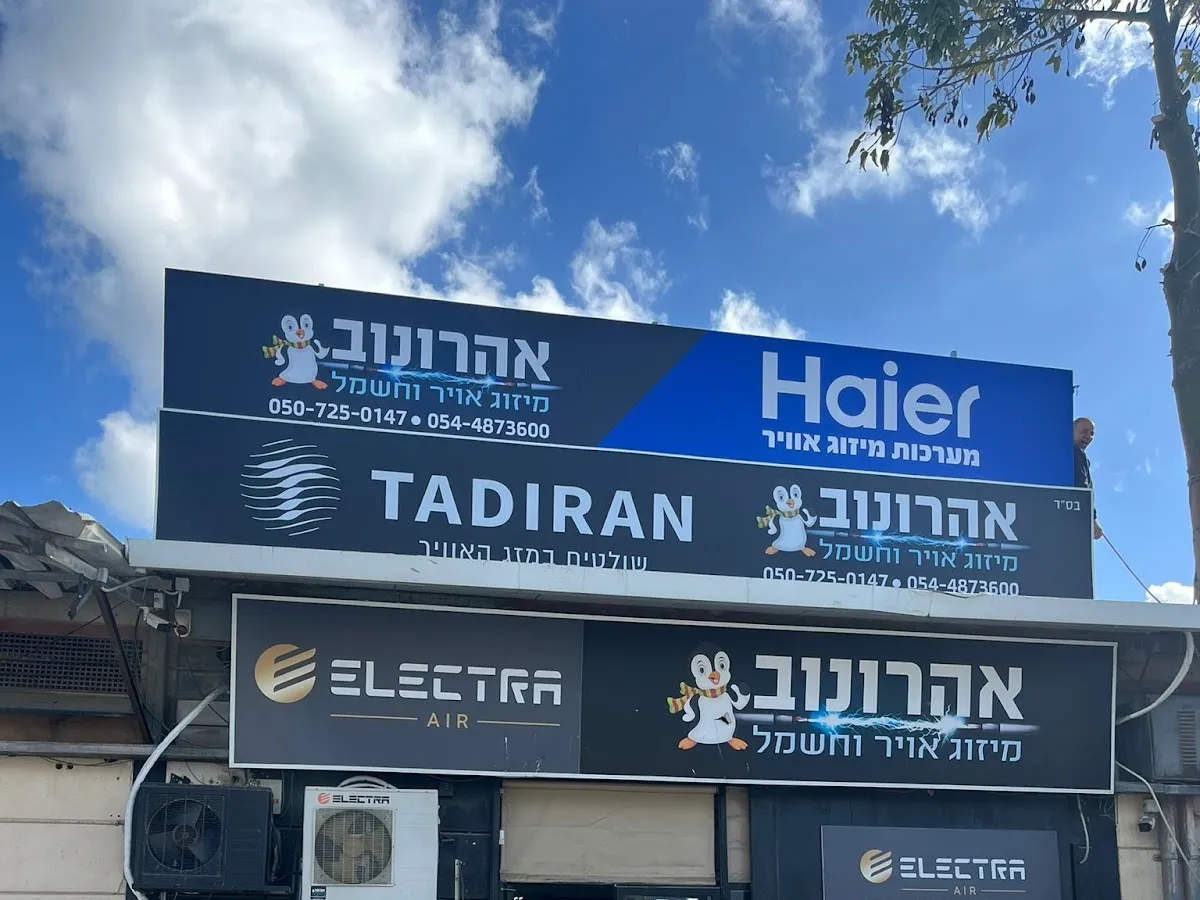 אהרונוב
מיזוג אויר וחשמל
050-725-0147 • 054-4873600
Haier
מערכות מיזוג אוויר
TADIRAN
שולטים במזג האוויר
בס"ד
אהרונוב
מיזוג אויר וחשמל
050-725-0147 • 054-4873600
ELECTRA
AIR
אהרונוב
מיזוג אויר וחשמל
ELECTRA
ELECTRA
AIR